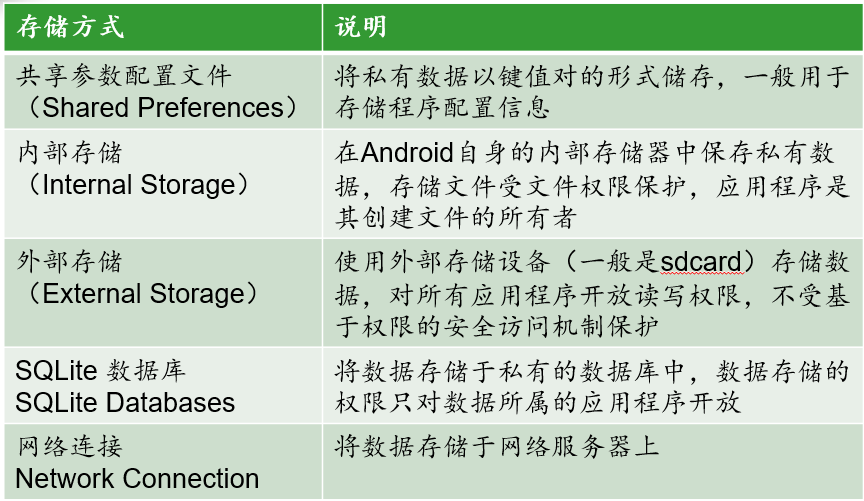 存储方式
说明
共享参数配置文件
（Shared Preferences）
将私有数据以键值对的形式储存，一般用于
存储程序配置信息
内部存储
（Internal Storage）
在Android自身的内部存储器中保存私有数
据，存储文件受文件权限保护，应用程序是
其创建文件的所有者
外部存储
（External Storage）
使用外部存储设备（一般是sdcard）存储数
据，对所有应用程序开放读写权限，不受基
于权限的安全访问机制保护
SQLite 数据库
SQLite Databases
将数据存储于私有的数据库中，数据存储的
权限只对数据所属的应用程序开放
网络连接
Network Connection
将数据存储于网络服务器上